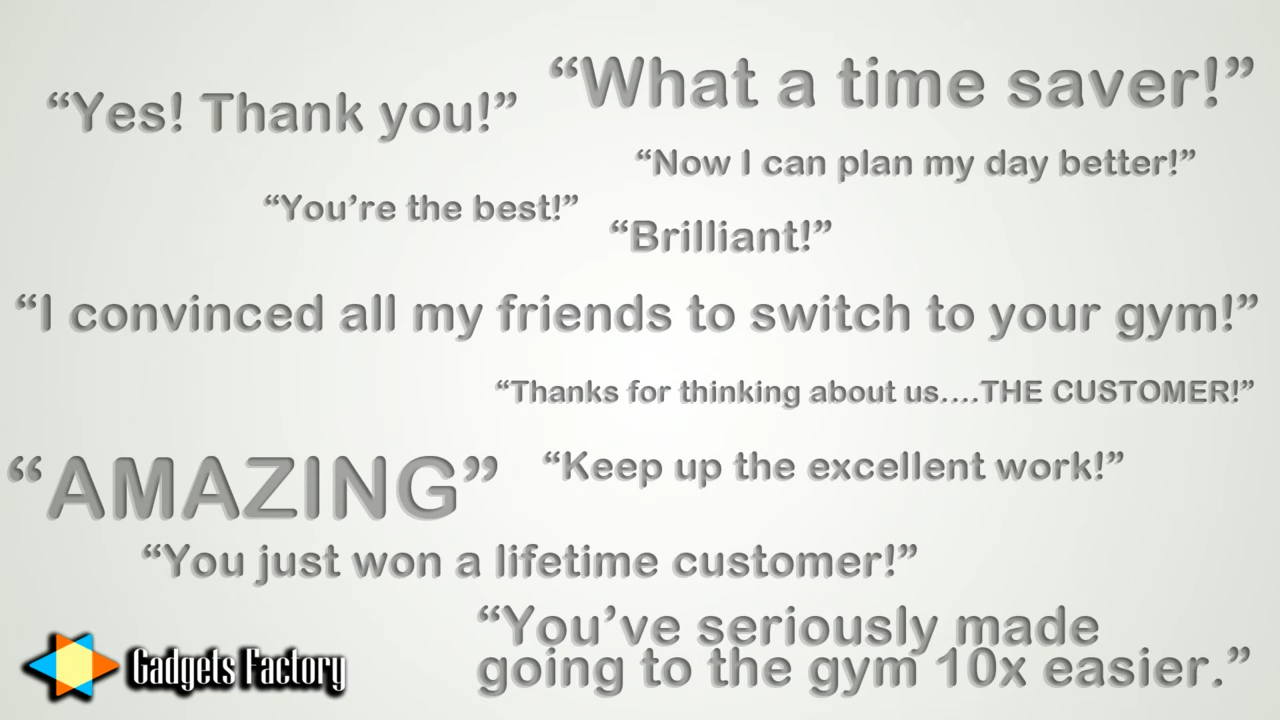 “What a time saver!”
“Yes! Thank you!”
“Now I can plan my day better!”
“You’re the best!”
“Brilliant!”
“I convinced all my friends to switch to your gym!”
“Thanks for thinking about us....THE CUSTOMER!”
“AMAZING”
“Keep up the excellent work!”
“You just won a lifetime customer!”
“You’ve seriously made
going to the gym 10x easier.”
Gadgets Factory